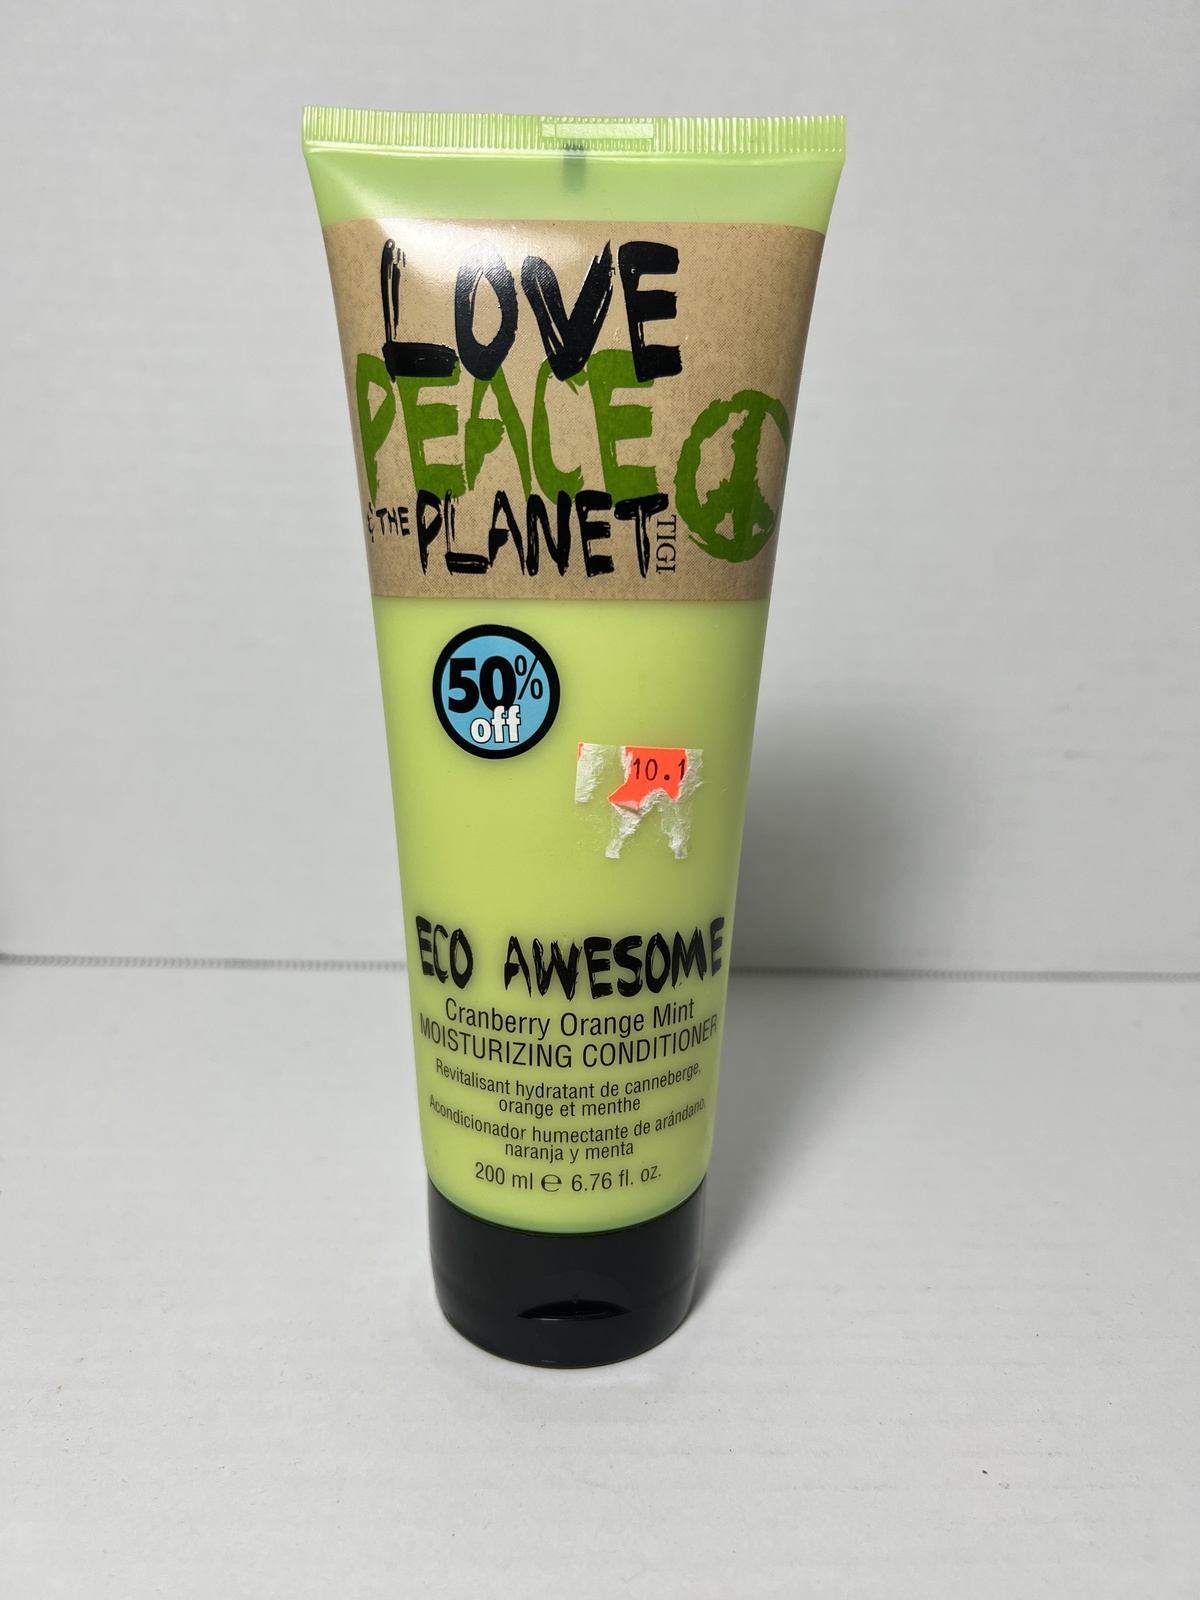 LOVE
PEACE
& THE PLANET
TIGI
50%
off
10.1
ECO AWESOME
Cranberry Orange Mint
MOISTURIZING CONDITIONER
Revitalisant hydratant de canneberge,
orange et menthe
Acondicionador humectante de arándano,
naranja y menta
200 ml ℮ 6.76 fl. oz.